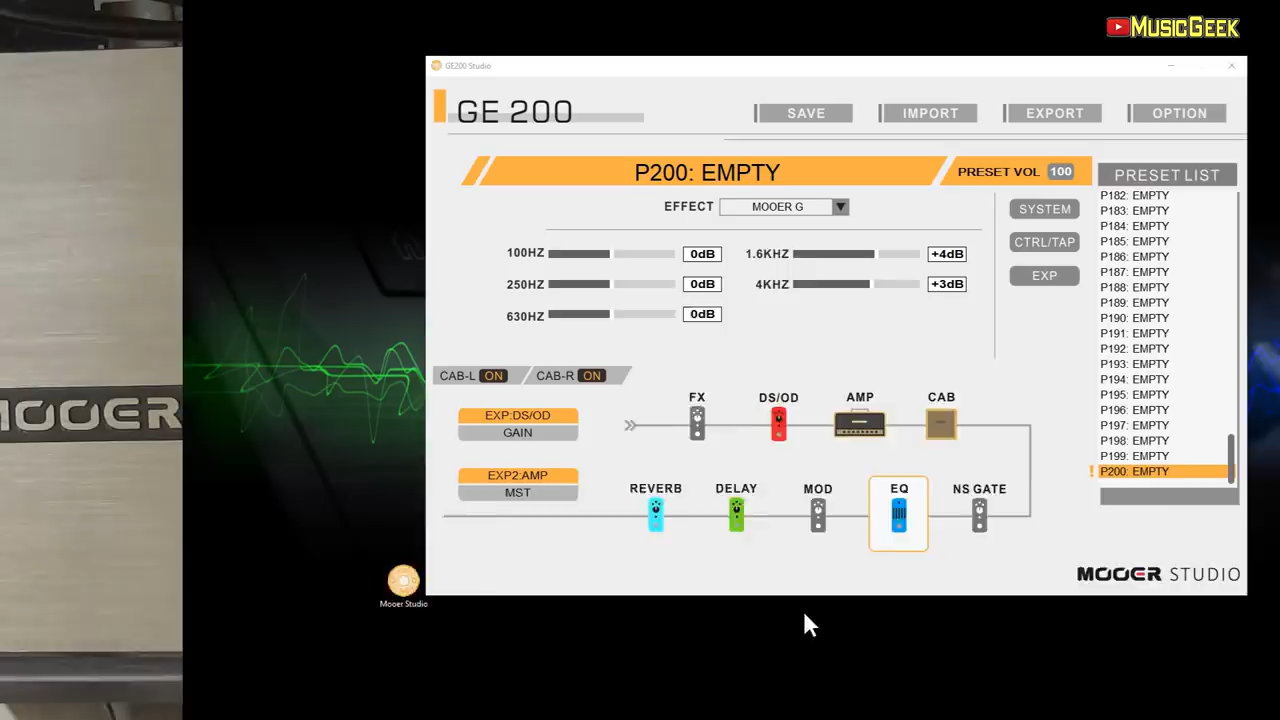 MUSICGEEK
GE200 Studio
GE 200
SAVE
IMPORT
EXPORT
OPTION
P200: EMPTY
PRESET VOL 100
PRESET LIST
EFFECT
MOOER G
100HZ 0dB
1.6KHZ +4dB
250HZ 0dB
4KHZ +3dB
630HZ 0dB
SYSTEM
CTRL/TAP
EXP
P182: EMPTY
P183: EMPTY
P184: EMPTY
P185: EMPTY
P186: EMPTY
P187: EMPTY
P188: EMPTY
P189: EMPTY
P190: EMPTY
P191: EMPTY
P192: EMPTY
P193: EMPTY
P194: EMPTY
P195: EMPTY
P196: EMPTY
P197: EMPTY
P198: EMPTY
P199: EMPTY
! P200: EMPTY
CAB-L ON
CAB-R ON
EXP:DS/OD
GAIN
EXP2:AMP
MST
FX
DS/OD
AMP
CAB
REVERB
DELAY
MOD
EQ
NS GATE
MOOER STUDIO
Mooer Studio
MOOER